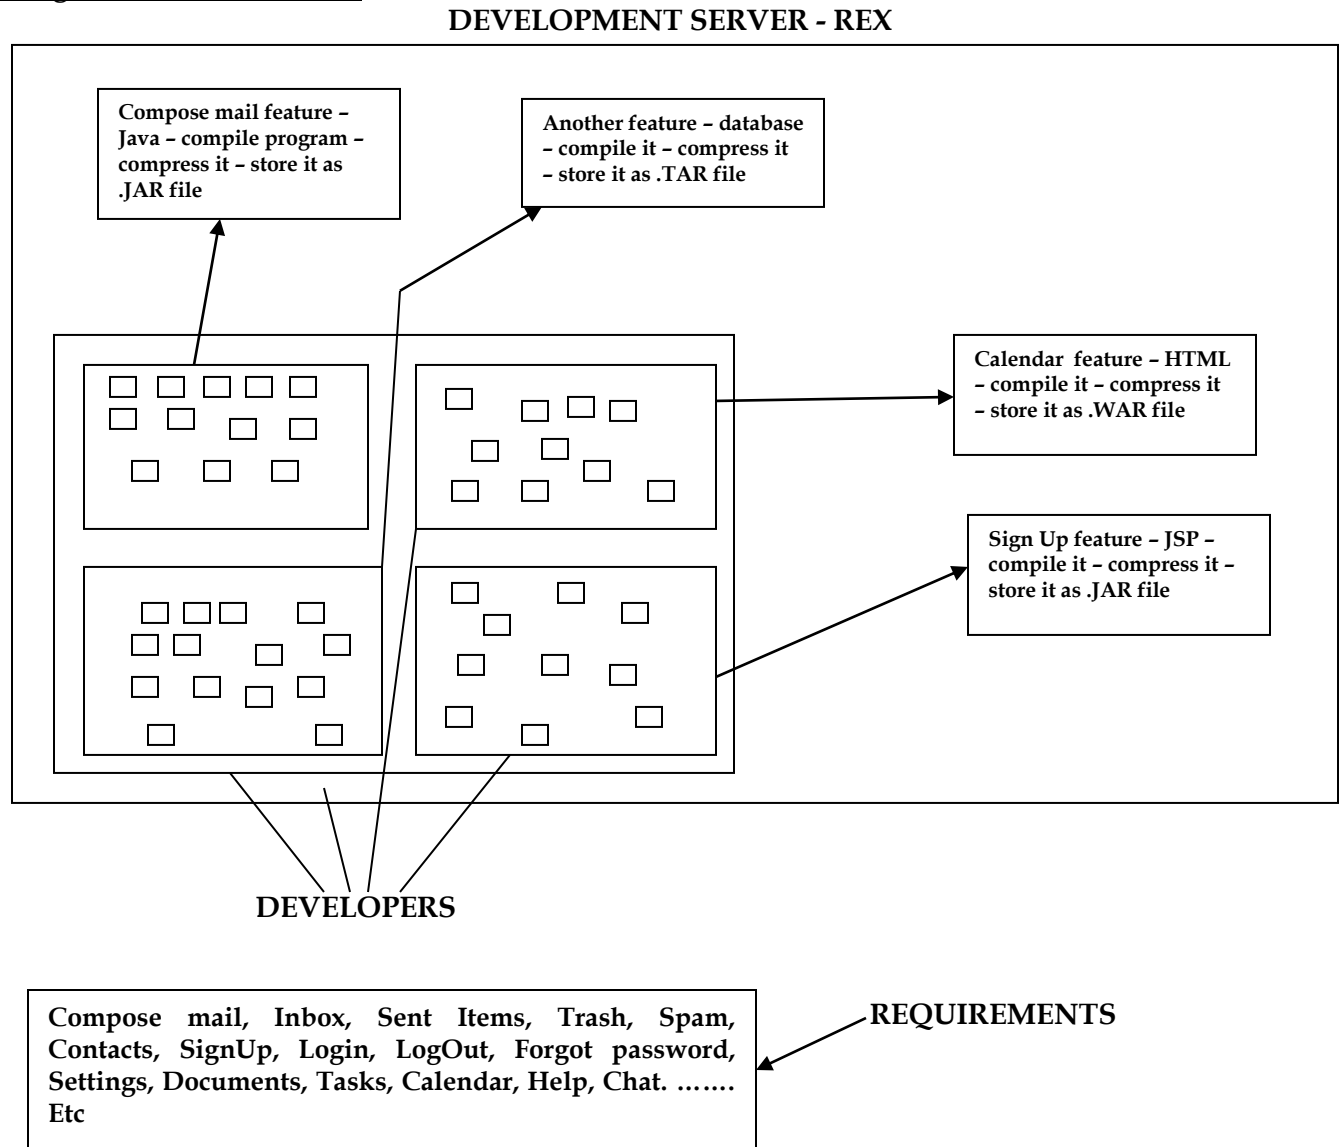 DEVELOPMENT SERVER - REX
Compose mail feature –
Java – compile program –
compress it – store it as
.JAR file
Another feature – database
– compile it – compress it
– store it as .TAR file
Calendar feature – HTML
– compile it – compress it
– store it as .WAR file
Sign Up feature – JSP –
compile it – compress it –
store it as .JAR file
DEVELOPERS
REQUIREMENTS
Compose mail, Inbox, Sent Items, Trash, Spam,
Contacts, SignUp, Login, LogOut, Forgot password,
Settings, Documents, Tasks, Calendar, Help, Chat. …….
Etc